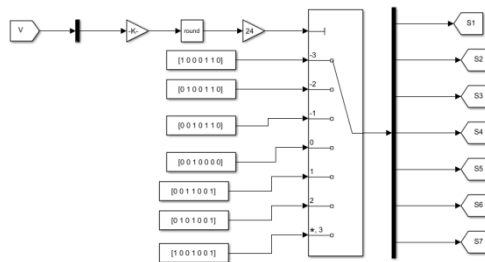 V
-K-
round
24
S1
-3
[1 0 0 0 1 1 0]
S2
-2
[0 1 0 0 1 1 0]
S3
-1
[0 0 1 0 1 1 0]
S4
0
[0 0 1 0 0 0 0]
S5
1
[0 0 1 1 0 0 1]
S6
2
[0 1 0 1 0 0 1]
S7
*, 3
[1 0 0 1 0 0 1]